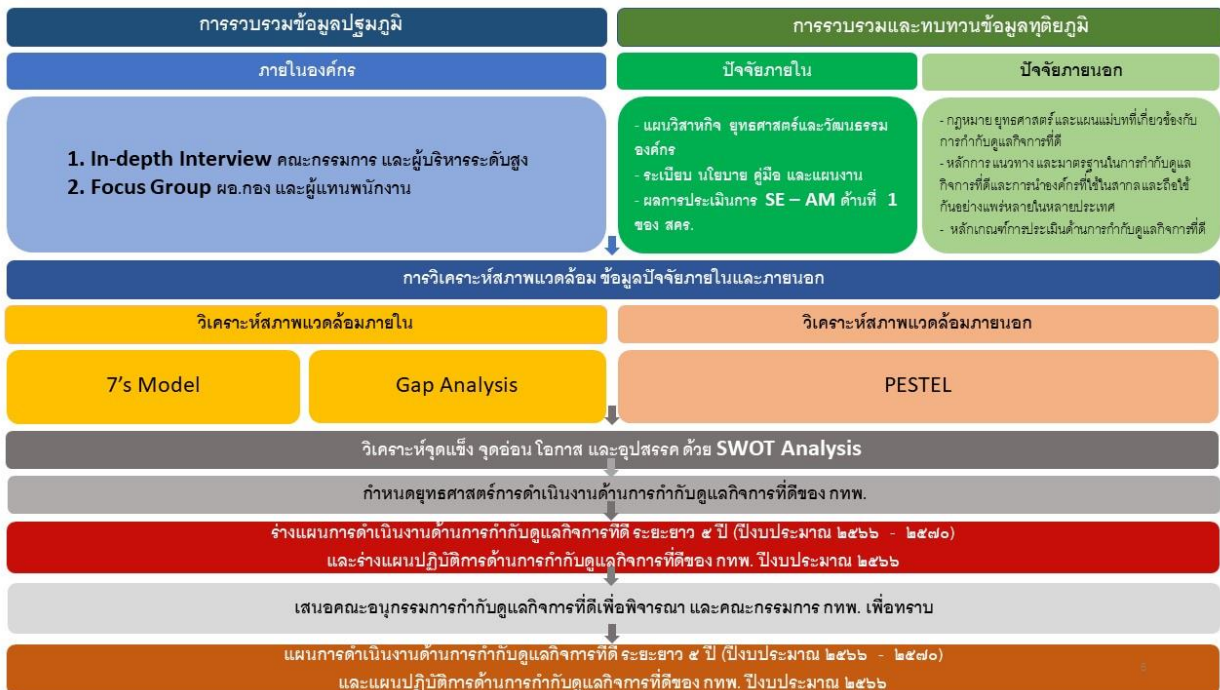 การรวบรวมข้อมูลปฐมภูมิ
การรวบรวมและทบทวนข้อมูลทุติยภูมิ
ภายในองค์กร
ปัจจัยภายใน
ปัจจัยภายนอก
1. In-depth Interview คณะกรรมการ และผู้บริหารระดับสูง
2. Focus Group ผอ.กอง และผู้แทนพนักงาน
- แผนวิสาหกิจ ยุทธศาสตร์และวัฒนธรรม
องค์กร
- ระเบียบ นโยบาย คู่มือ และแผนงาน
- ผลการประเมินการ SE – AM ด้านที่ 1
ของ สคร.
- กฎหมาย ยุทธศาสตร์ และแผนแม่บทที่เกี่ยวข้องกับ
การกำกับดูแลกิจการที่ดี
- หลักการ แนวทาง และมาตรฐานในการกำกับดูแล
กิจการที่ดีและการนำองค์กรที่ใช้ในสากล และถือใช้
กันอย่างแพร่หลายในหลายประเทศ
- หลักเกณฑ์การประเมินด้านการกำกับดูแลกิจการที่ดี
การวิเคราะห์สภาพแวดล้อม ข้อมูลปัจจัยภายในและภายนอก
วิเคราะห์สภาพแวดล้อมภายใน
วิเคราะห์สภาพแวดล้อมภายนอก
7’s Model
Gap Analysis
PESTEL
วิเคราะห์จุดแข็ง จุดอ่อน โอกาส และอุปสรรค ด้วย SWOT Analysis
กำหนดยุทธศาสตร์การดำเนินงานด้านการกำกับดูแลกิจการที่ดีของ กทพ.
ร่างแผนการดำเนินงานด้านการกำกับดูแลกิจการที่ดี ระยะยาว ๕ ปี (ปีงบประมาณ ๒๕๖๖ - ๒๕๗๐)
และร่างแผนปฏิบัติการด้านการกำกับดูแลกิจการที่ดีของ กทพ. ปีงบประมาณ ๒๕๖๖
เสนอคณะอนุกรรมการกำกับดูแลกิจการที่ดีเพื่อพิจารณา และคณะกรรมการ กทพ. เพื่อทราบ
แผนการดำเนินงานด้านการกำกับดูแลกิจการที่ดี ระยะยาว ๕ ปี (ปีงบประมาณ ๒๕๖๖ - ๒๕๗๐)
และแผนปฏิบัติการด้านการกำกับดูแลกิจการที่ดีของ กทพ. ปีงบประมาณ ๒๕๖๖